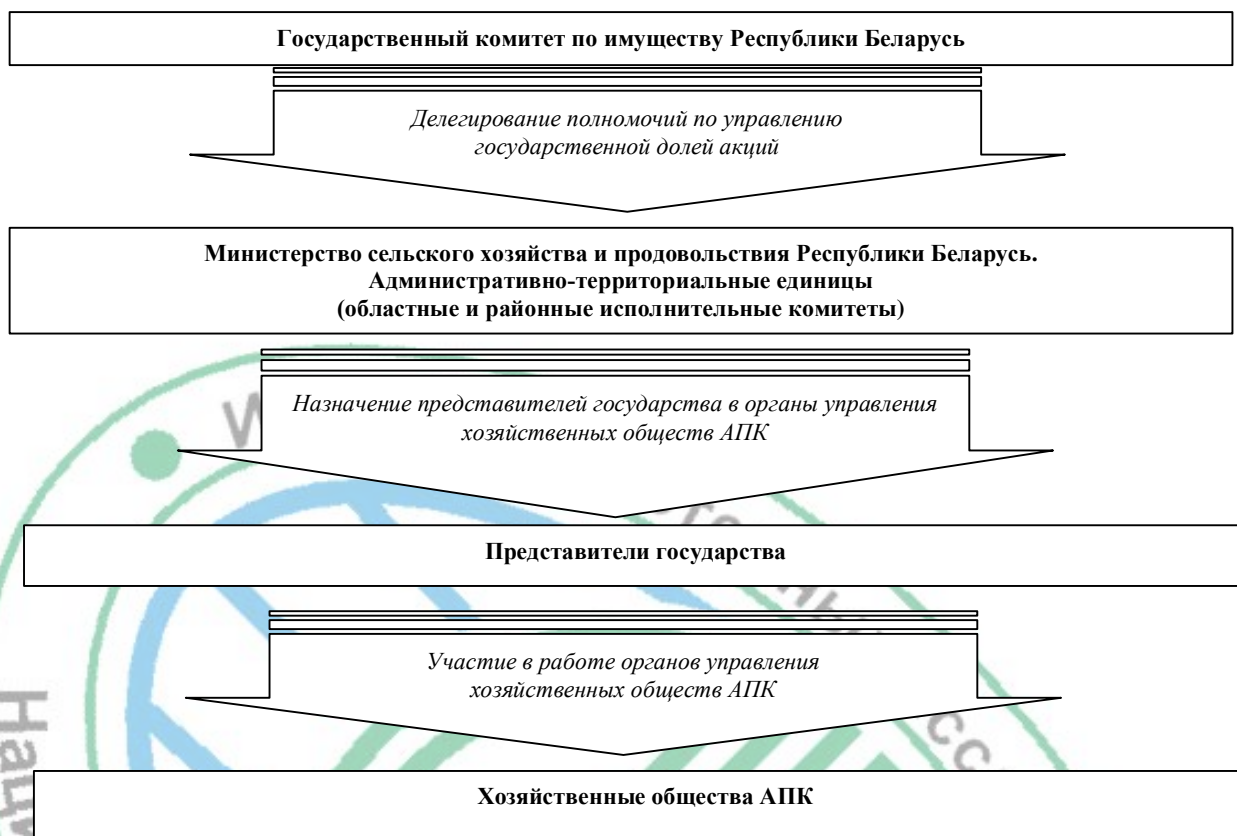 Государственный комитет по имуществу Республики Беларусь
Делегирование полномочий по управлению
государственной долей акций
Министерство сельского хозяйства и продовольствия Республики Беларусь.
Административно-территориальные единицы
(областные и районные исполнительные комитеты)
Назначение представителей государства в органы управления
хозяйственных обществ АПК
Представители государства
Участие в работе органов управления
хозяйственных обществ АПК
Хозяйственные общества АПК